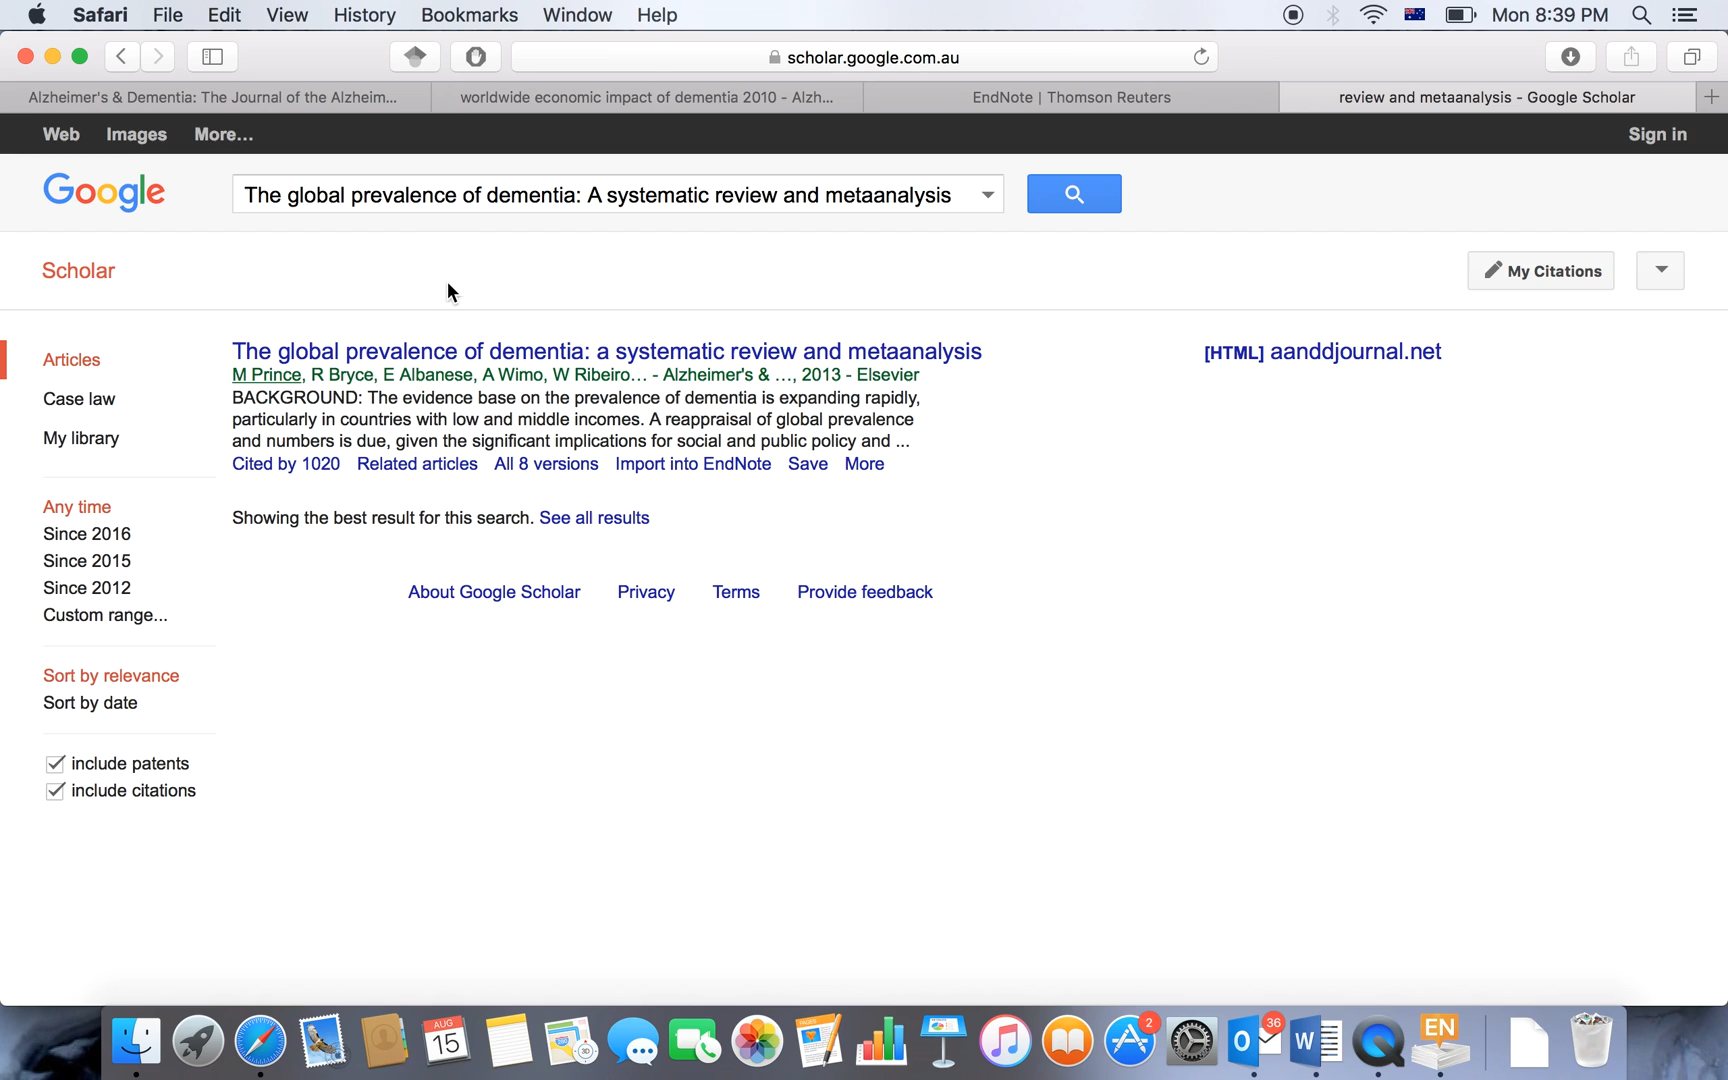 Safari File Edit View History Bookmarks Window Help Mon 8:39 PM
scholar.google.com.au
Alzheimer's & Dementia: The Journal of the Alzheim... worldwide economic impact of dementia 2010 - Alzh... EndNote | Thomson Reuters review and metaanalysis - Google Scholar
Web Images More... Sign in
Google The global prevalence of dementia: A systematic review and metaanalysis
Scholar My Citations
Articles
Case law
My library
Any time
Since 2016
Since 2015
Since 2012
Custom range...
Sort by relevance
Sort by date
include patents
include citations
The global prevalence of dementia: a systematic review and metaanalysis
M Prince, R Bryce, E Albanese, A Wimo, W Ribeiro... - Alzheimer's & ..., 2013 - Elsevier
BACKGROUND: The evidence base on the prevalence of dementia is expanding rapidly,
particularly in countries with low and middle incomes. A reappraisal of global prevalence
and numbers is due, given the significant implications for social and public policy and ...
Cited by 1020 Related articles All 8 versions Import into EndNote Save More
[HTML] aanddjournal.net
Showing the best result for this search. See all results
About Google Scholar Privacy Terms Provide feedback
AUG
15
3D
PAGES
2
O
36
W
EN